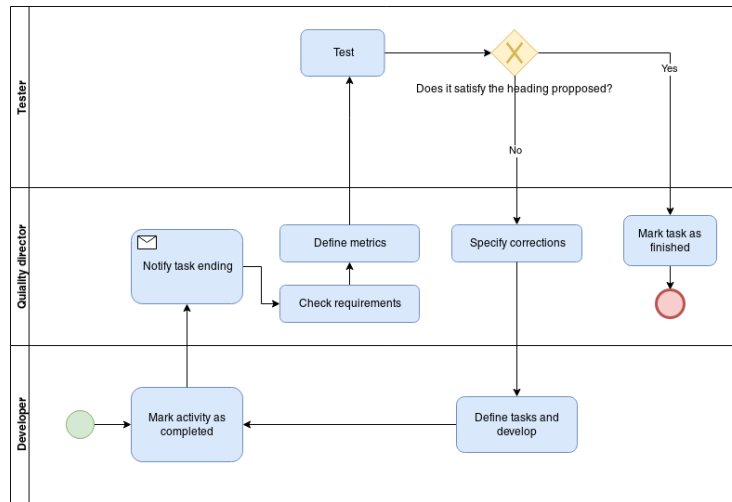 Tester
Test
Does it satisfy the heading propposed?
Yes
No
Quiality director
Notify task ending
Define metrics
Check requirements
Specify corrections
Mark task as
finished
Developer
Mark activity as
completed
Define tasks and
develop